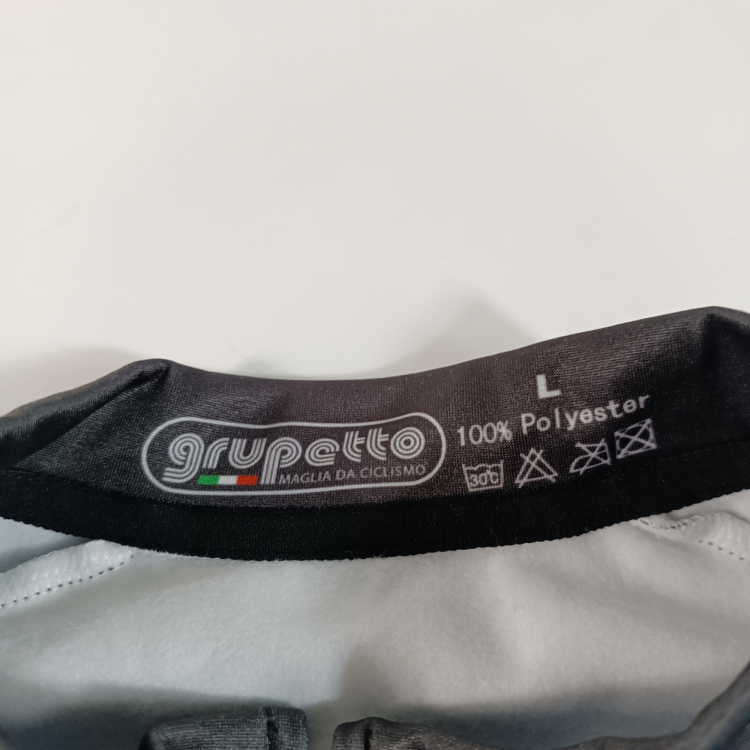 grupetto
MAGLIA DA CICLISMO
L
100% Polyester
30℃